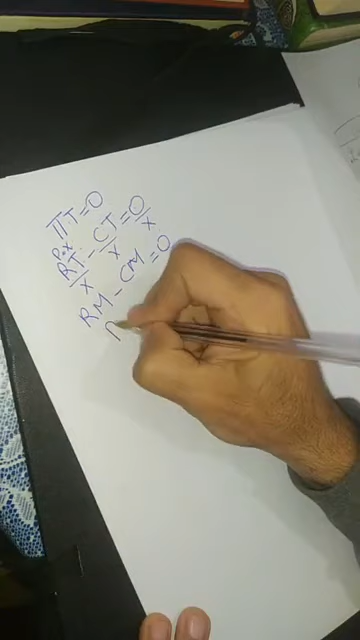 ΠT=0
P.x
RT/x - CT/x = 0/x
RM - CM = 0